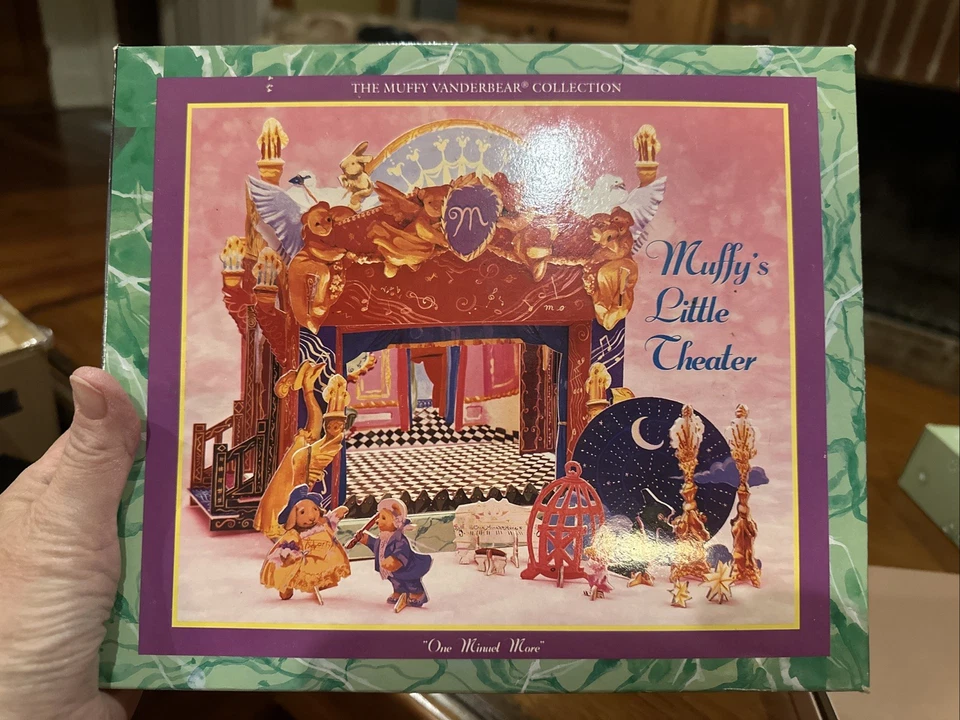 THE MUFFY VANDERBEAR® COLLECTION
M
Muffy's
Little
Theater
"One Minuet More"